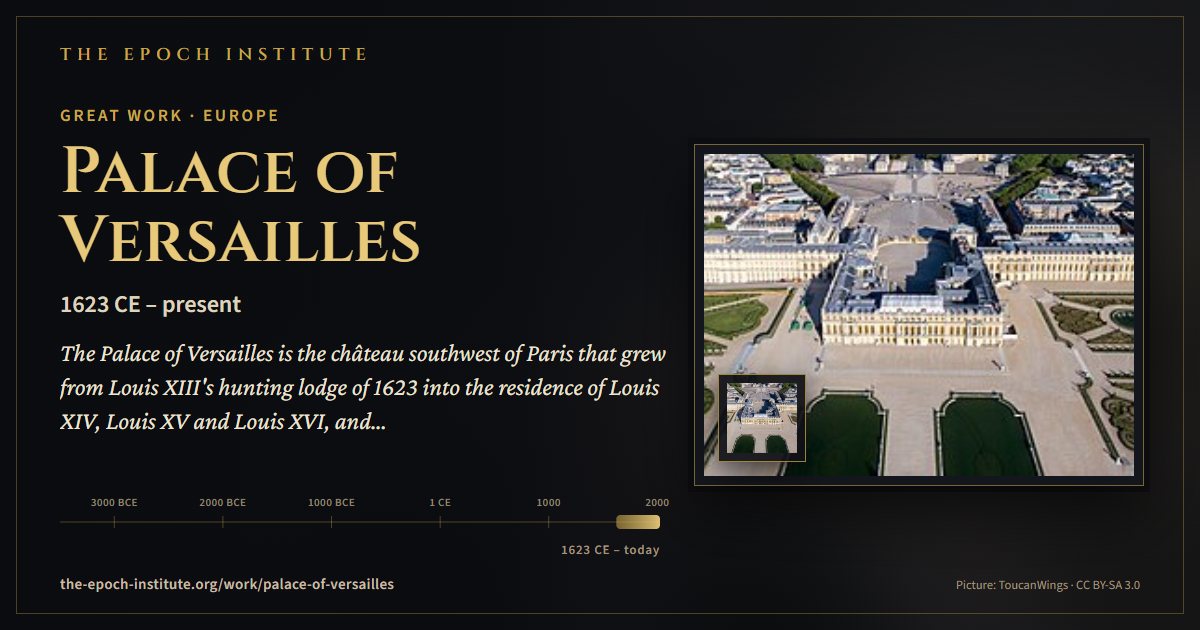 THE EPOCH INSTITUTE
GREAT WORK · EUROPE
PALACE OF
VERSAILLES
1623 CE – present
The Palace of Versailles is the château southwest of Paris that grew
from Louis XIII's hunting lodge of 1623 into the residence of Louis
XIV, Louis XV and Louis XVI, and...
3000 BCE 2000 BCE 1000 BCE 1 CE 1000 2000
1623 CE – today
the-epoch-institute.org/work/palace-of-versailles
Picture: ToucanWings · CC BY-SA 3.0